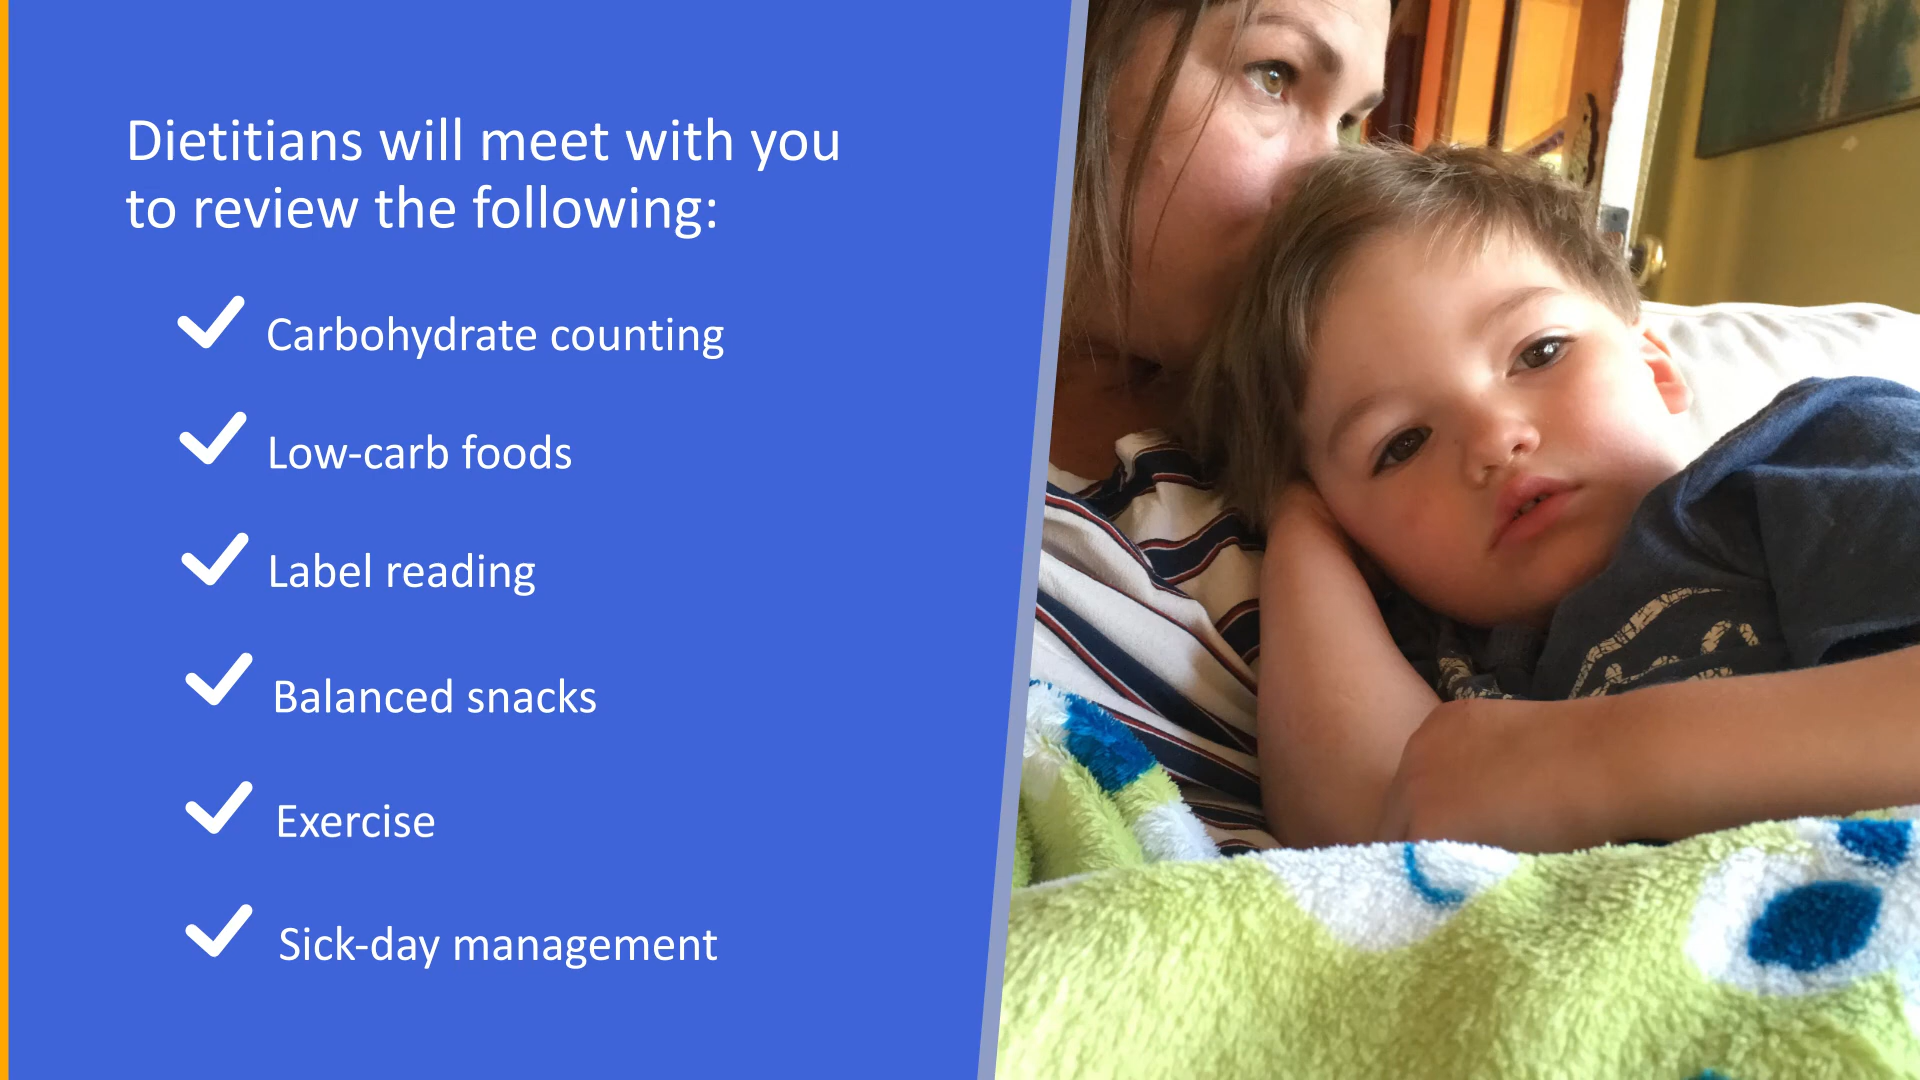 Dietitians will meet with you
to review the following:
Carbohydrate counting
Low-carb foods
Label reading
Balanced snacks
Exercise
Sick-day management